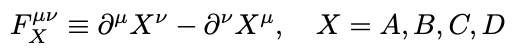 F_X^{μν} ≡ ∂^μ X^ν − ∂^ν X^μ, X = A, B, C, D